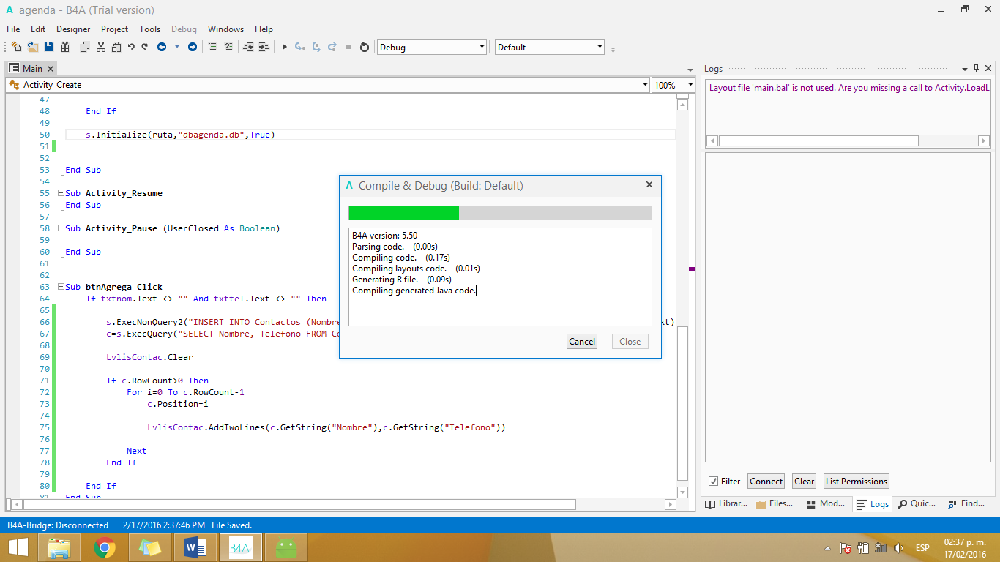 A agenda - B4A (Trial version)
File Edit Designer Project Tools Debug Windows Help
Debug Default
Main
Logs
Activity_Create 100%
Layout file 'main.bal' is not used. Are you missing a call to Activity.LoadL
47
48 End If
49
50 s.Initialize(ruta,"dbagenda.db",True)
51
52
53 End Sub
54
55 Sub Activity_Resume
56 End Sub
57
58 Sub Activity_Pause (UserClosed As Boolean)
59
60 End Sub
61
62
63 Sub btnAgrega_Click
64 If txtnom.Text <> "" And txttel.Text <> "" Then
65
66 s.ExecNonQuery2("INSERT INTO Contactos (Nombre xt)
67 c=s.ExecQuery("SELECT Nombre, Telefono FROM Co
68
69 LvlisContac.Clear
70
71 If c.RowCount>0 Then
72 For i=0 To c.RowCount-1
73 c.Position=i
74
75 LvlisContac.AddTwoLines(c.GetString("Nombre"),c.GetString("Telefono"))
76
77 Next
78 End If
79
80 End If
81 End Sub
A Compile & Debug (Build: Default)
B4A version: 5.50
Parsing code. (0.00s)
Compiling code. (0.17s)
Compiling layouts code. (0.01s)
Generating R file. (0.09s)
Compiling generated Java code.
Cancel Close
Filter Connect Clear List Permissions
Librar... Files... Mod... Logs Quic... Find...
B4A-Bridge: Disconnected 2/17/2016 2:37:46 PM File Saved.
B4A
ESP
02:37 p. m.
17/02/2016